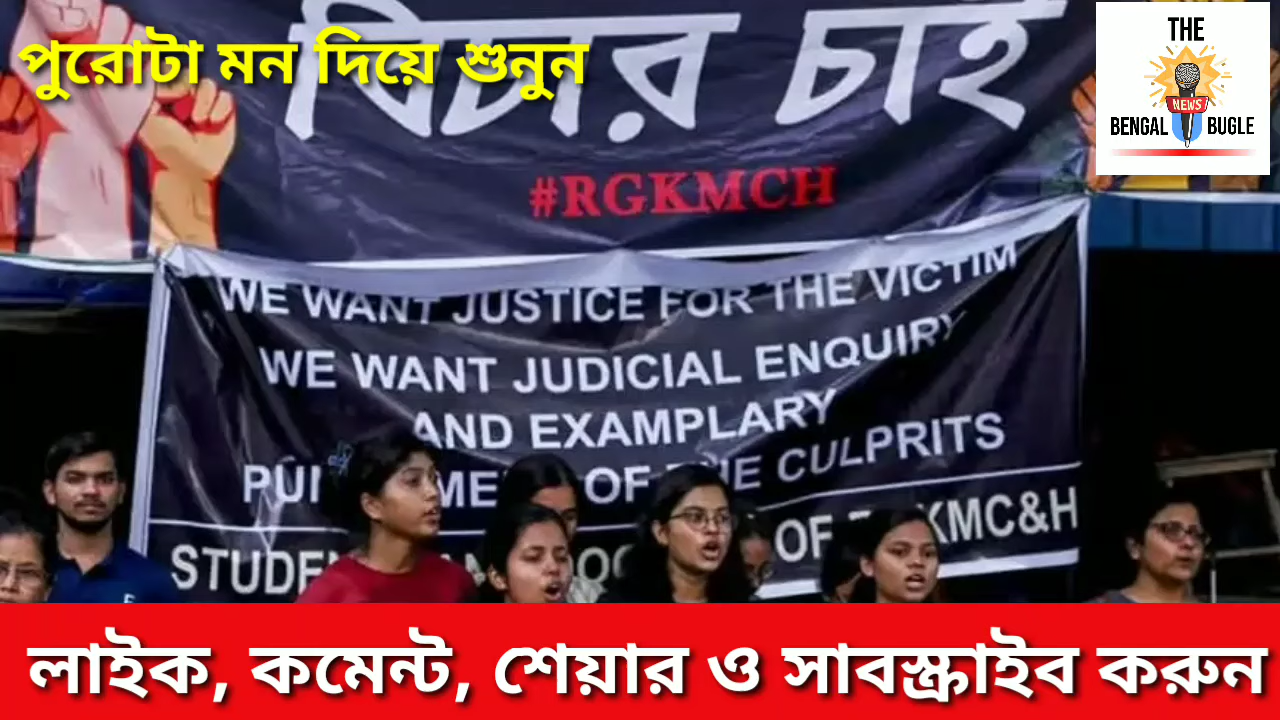 পুরোটা মন দিয়ে শুনুন
বিচার চাই
#RGKMCH
THE
NEWS
BENGAL BUGLE
WE WANT JUSTICE FOR THE VICTIM
WE WANT JUDICIAL ENQUIRY
AND EXAMPLARY
OF THE CULPRITS
OF KMC&H
লাইক, কমেন্ট, শেয়ার ও সাবস্ক্রাইব করুন